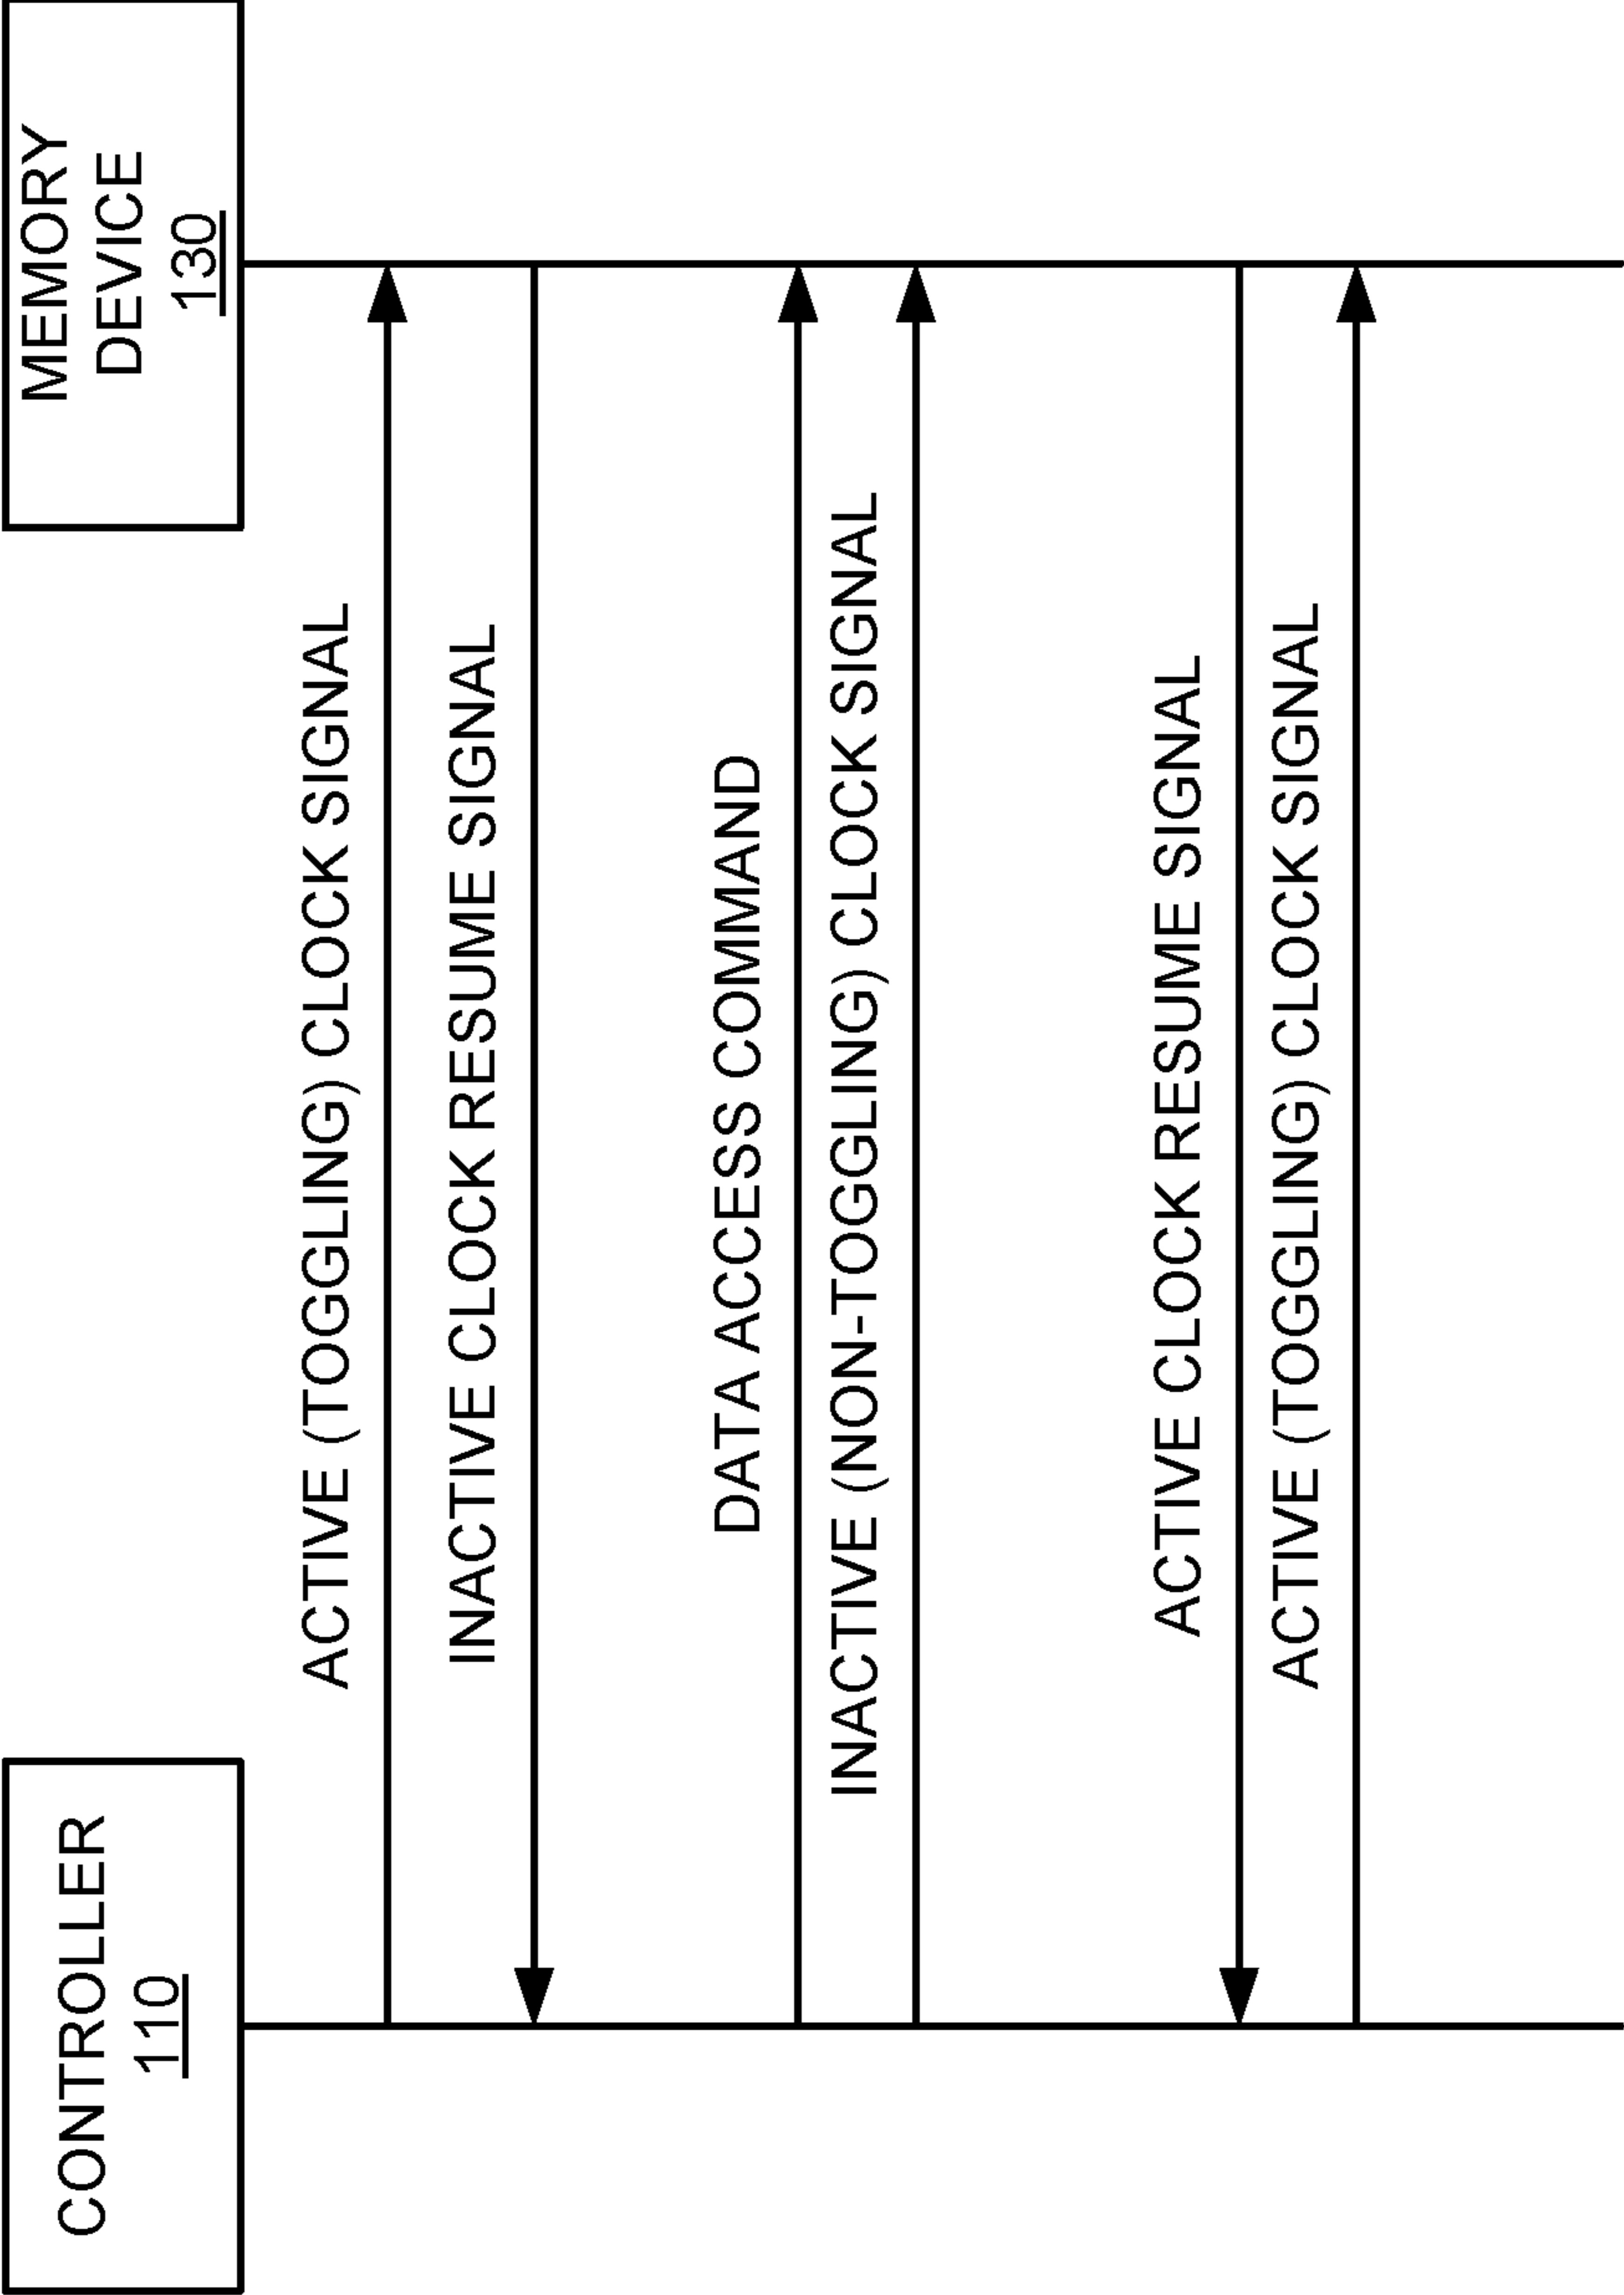 CONTROLLER
110
MEMORY
DEVICE
130
ACTIVE (TOGGLING) CLOCK SIGNAL
INACTIVE CLOCK RESUME SIGNAL
DATA ACCESS COMMAND
INACTIVE (NON-TOGGLING) CLOCK SIGNAL
ACTIVE CLOCK RESUME SIGNAL
ACTIVE (TOGGLING) CLOCK SIGNAL